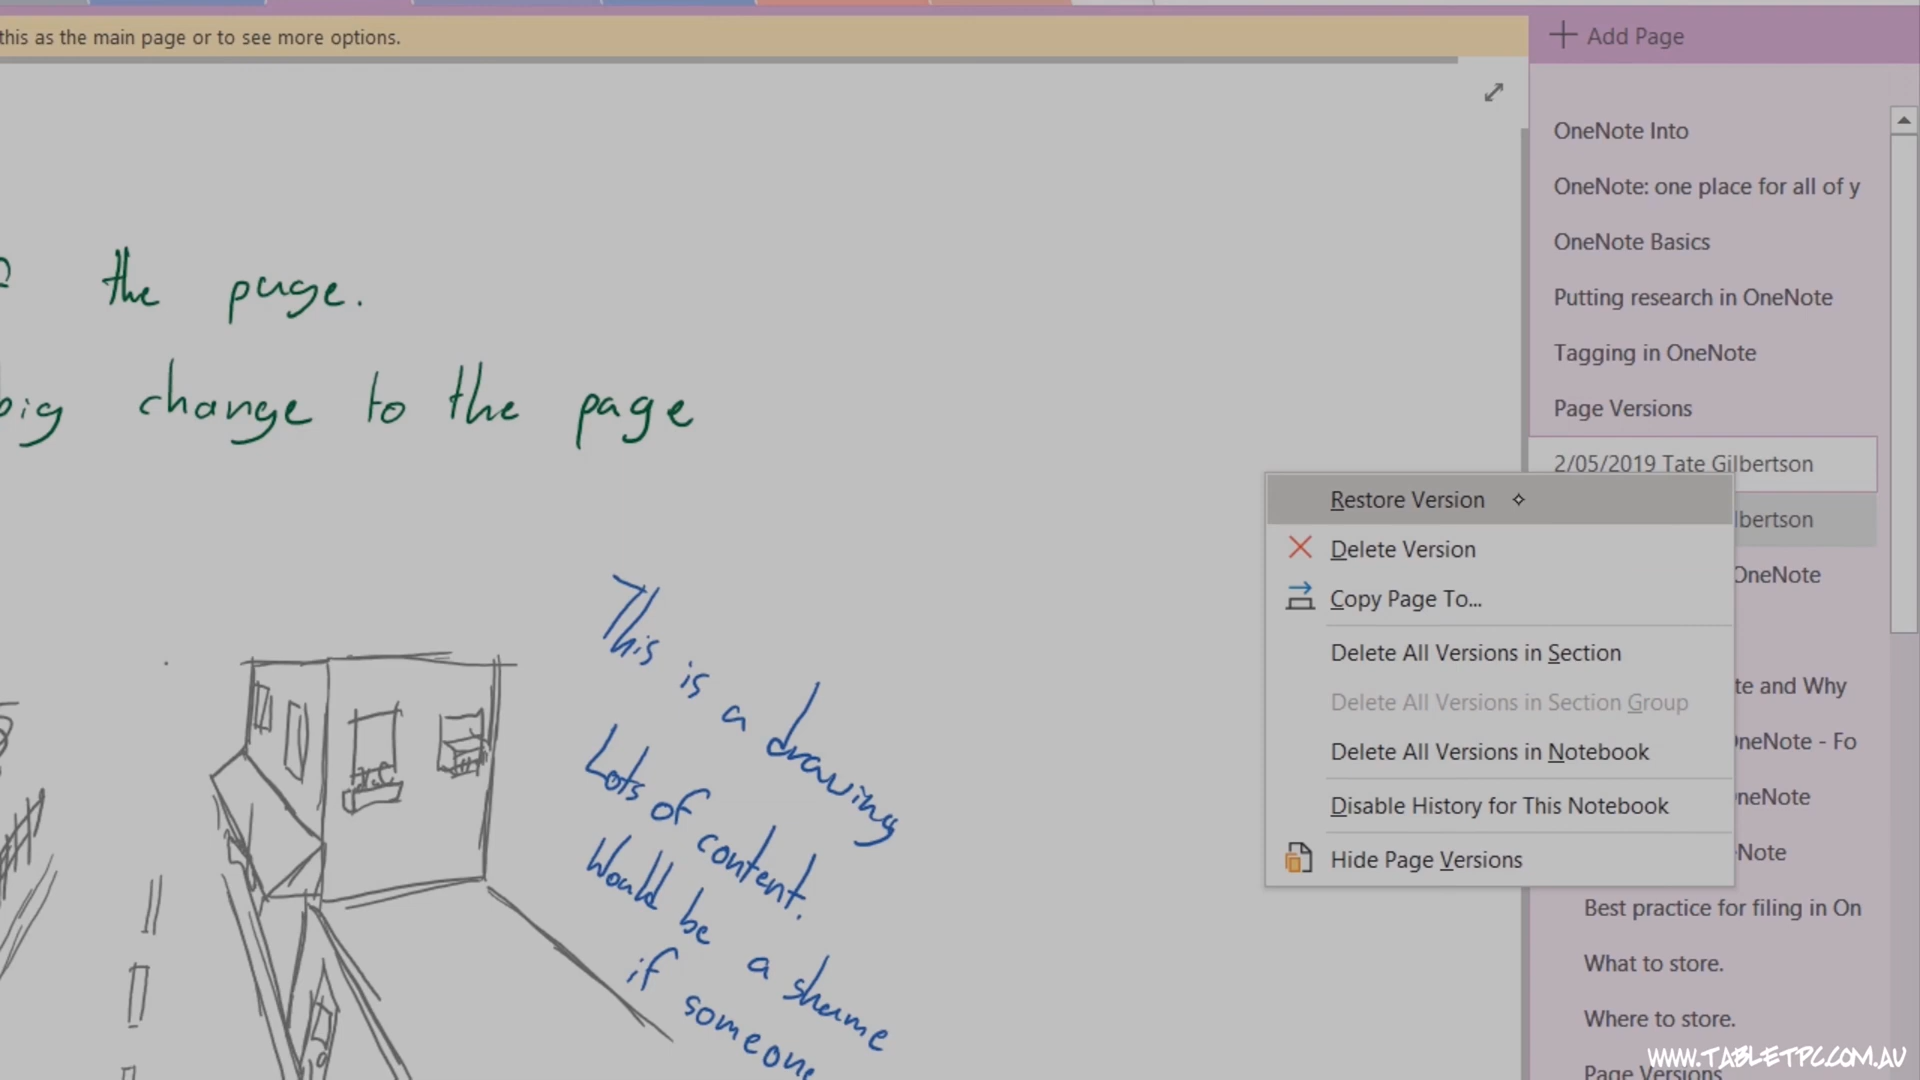 this as the main page or to see more options.
Add Page
OneNote Into
OneNote: one place for all of y
OneNote Basics
Putting research in OneNote
Tagging in OneNote
Page Versions
2/05/2019 Tate Gilbertson
lbertson
OneNote
te and Why
OneNote - Fo
neNote
Note
Best practice for filing in On
What to store.
Where to store.
Page Versions
Restore Version
Delete Version
Copy Page To...
Delete All Versions in Section
Delete All Versions in Section Group
Delete All Versions in Notebook
Disable History for This Notebook
Hide Page Versions
the page.
big change to the page
This is a drawing
Lots of content.
Would be a shame
if someone
WWW.TABLETPC.COM.AU